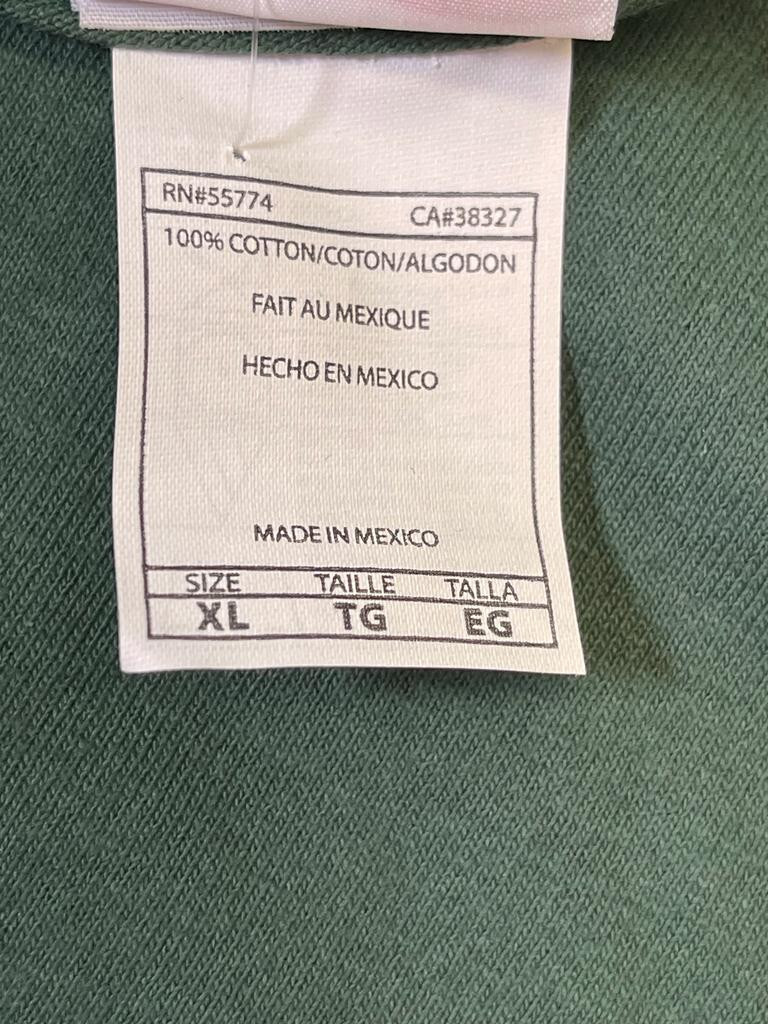 RN#55774 CA#38327
100% COTTON/COTON/ALGODON
FAIT AU MEXIQUE
HECHO EN MEXICO
MADE IN MEXICO
SIZE TAILLE TALLA
XL TG EG